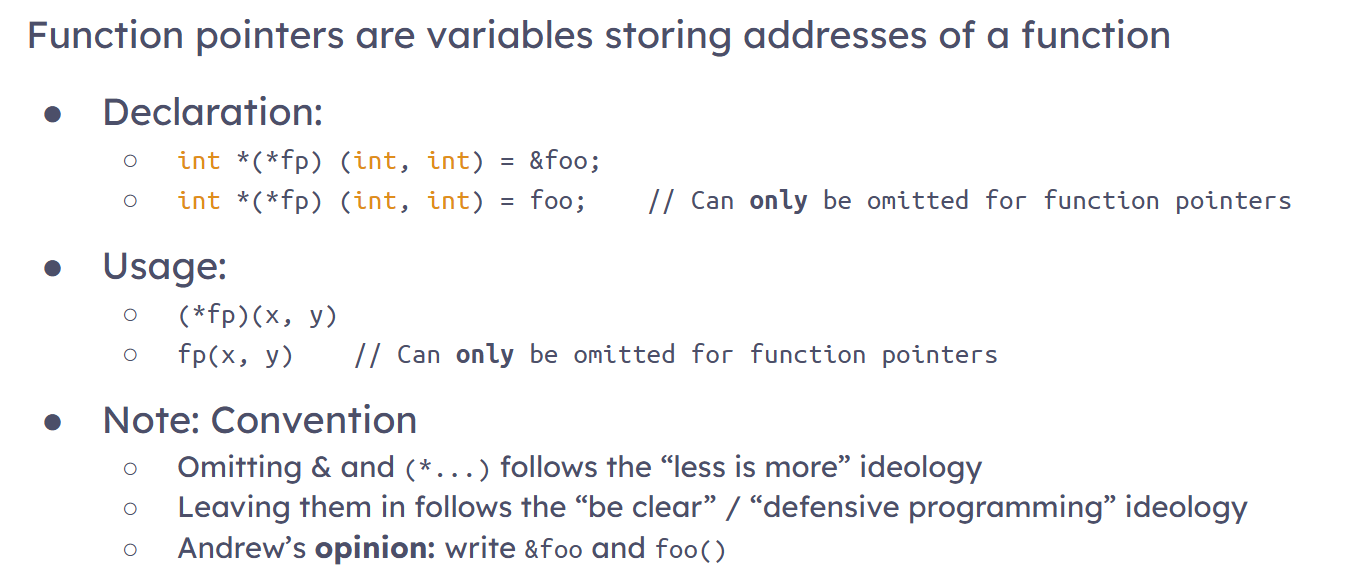 Function pointers are variables storing addresses of a function
● Declaration:
○ int *(*fp) (int, int) = &foo;
○ int *(*fp) (int, int) = foo; // Can only be omitted for function pointers
● Usage:
○ (*fp)(x, y)
○ fp(x, y) // Can only be omitted for function pointers
● Note: Convention
○ Omitting & and (*...) follows the “less is more” ideology
○ Leaving them in follows the “be clear” / “defensive programming” ideology
○ Andrew’s opinion: write &foo and foo()